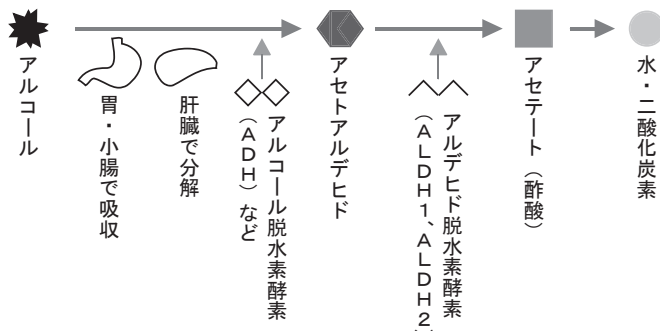 アルコール
胃・小腸で吸収
肝臓で分解
アルコール脱水素酵素
（ADH）など
アセトアルデヒド
アルデヒド脱水素酵素
（ALDH1、ALDH2）
アセテート（酢酸）
水・二酸化炭素